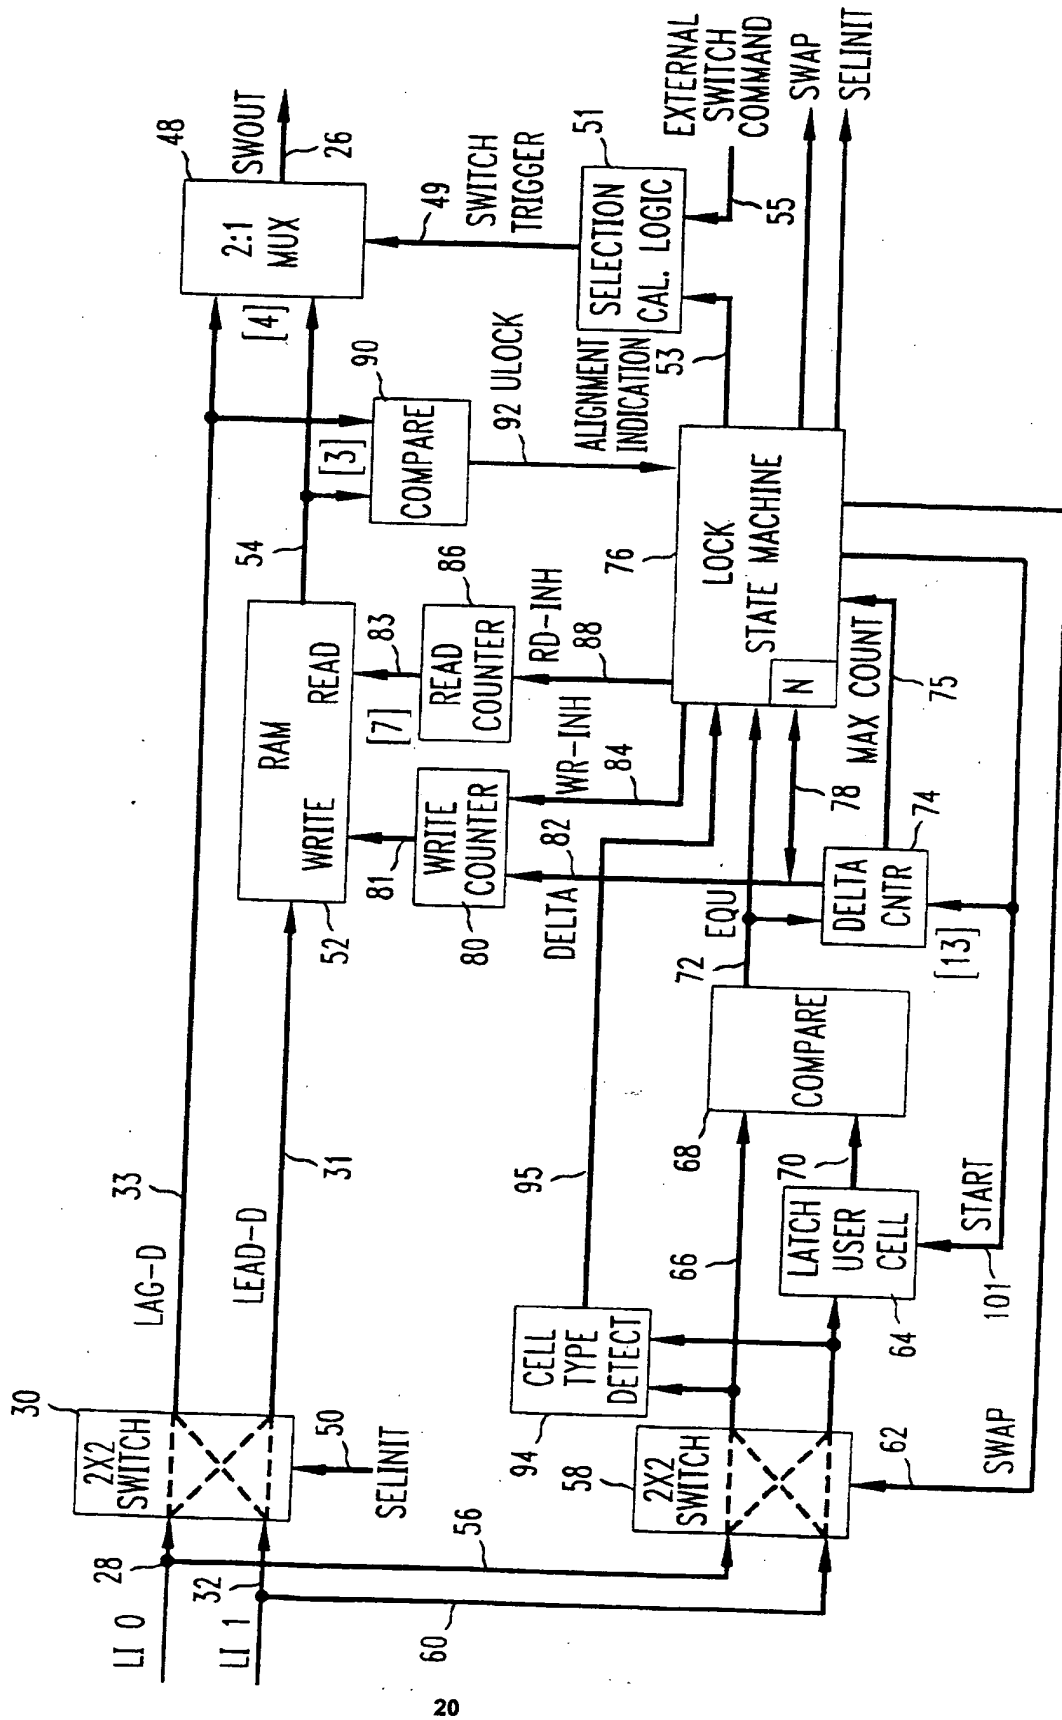 LI 0
28
LI 1
32
60
56
30
2X2
SWITCH
50
SELINIT
LAG-D
33
LEAD-D
31
52
RAM
WRITE
READ
54
[3]
[4]
48
2:1
MUX
SWOUT
26
49
SWITCH
TRIGGER
90
COMPARE
92 ULOCK
81
[7]
83
80
WRITE
COUNTER
READ
COUNTER
86
DELTA
82
WR-INH
84
RD-INH
88
ALIGNMENT
INDICATION
53
51
SELECTION
CAL. LOGIC
55
EXTERNAL
SWITCH
COMMAND
SWAP
SELINIT
76
LOCK
STATE MACHINE
N
95
CELL
TYPE
DETECT
94
58
2X2
SWITCH
62
SWAP
66
68
COMPARE
70
LATCH
USER
CELL
64
101
START
72
EQU
78
DELTA
CNTR
74
[13]
MAX COUNT
75
20